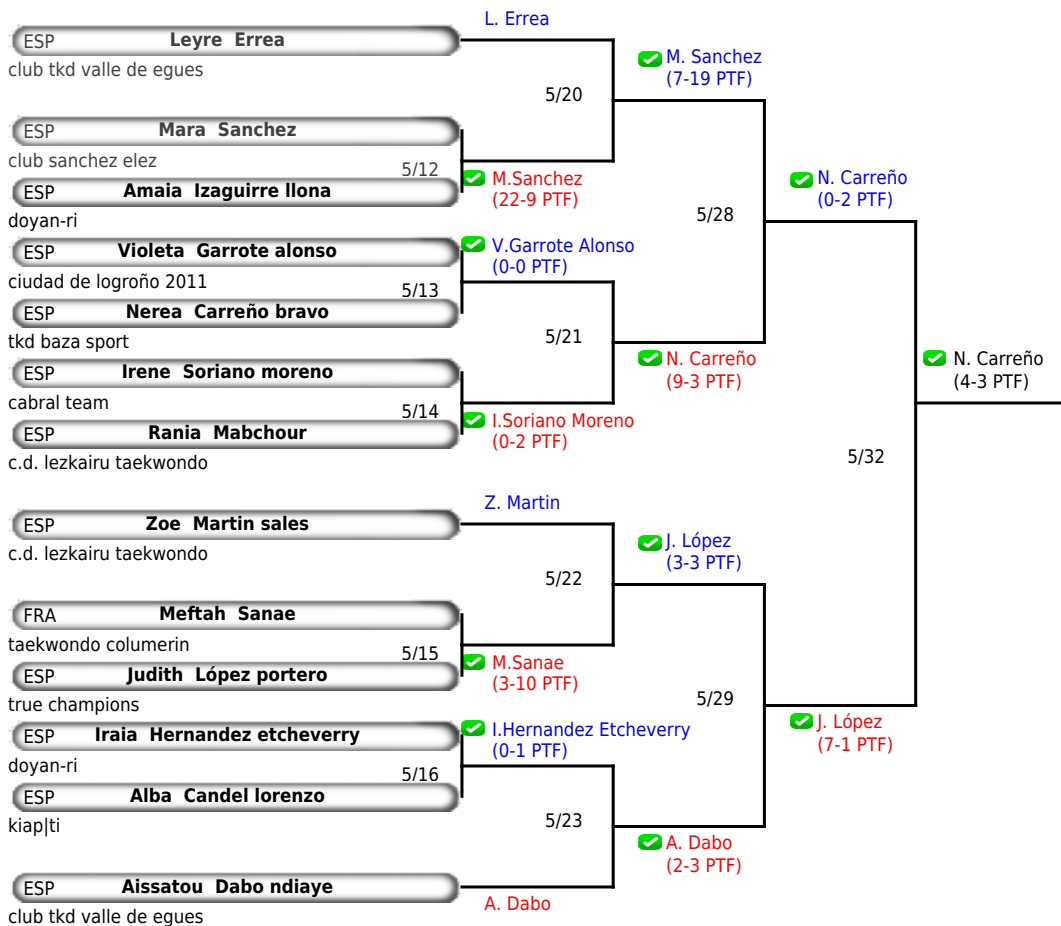 L. Errea
ESP Leyre Errea
club tkd valle de egues
M. Sanchez
(7-19 PTF)
5/20
ESP Mara Sanchez
club sanchez elez
5/12
M.Sanchez
(22-9 PTF)
ESP Amaia Izaguirre llona
doyan-ri
N. Carreño
(0-2 PTF)
5/28
ESP Violeta Garrote alonso
V.Garrote Alonso
(0-0 PTF)
ciudad de logroño 2011
5/13
ESP Nerea Carreño bravo
tkd baza sport
5/21
N. Carreño
(9-3 PTF)
N. Carreño
(4-3 PTF)
ESP Irene Soriano moreno
cabral team
5/14
I.Soriano Moreno
(0-2 PTF)
ESP Rania Mabchour
c.d. lezkairu taekwondo
5/32
Z. Martin
ESP Zoe Martin sales
c.d. lezkairu taekwondo
J. López
(3-3 PTF)
5/22
FRA Meftah Sanae
taekwondo columerin
5/15
M.Sanae
(3-10 PTF)
ESP Judith López portero
true champions
5/29
J. López
(7-1 PTF)
ESP Iraia Hernandez etcheverry
I.Hernandez Etcheverry
(0-1 PTF)
doyan-ri
5/16
ESP Alba Candel lorenzo
kiap|ti
5/23
A. Dabo
(2-3 PTF)
ESP Aissatou Dabo ndiaye
A. Dabo
club tkd valle de egues